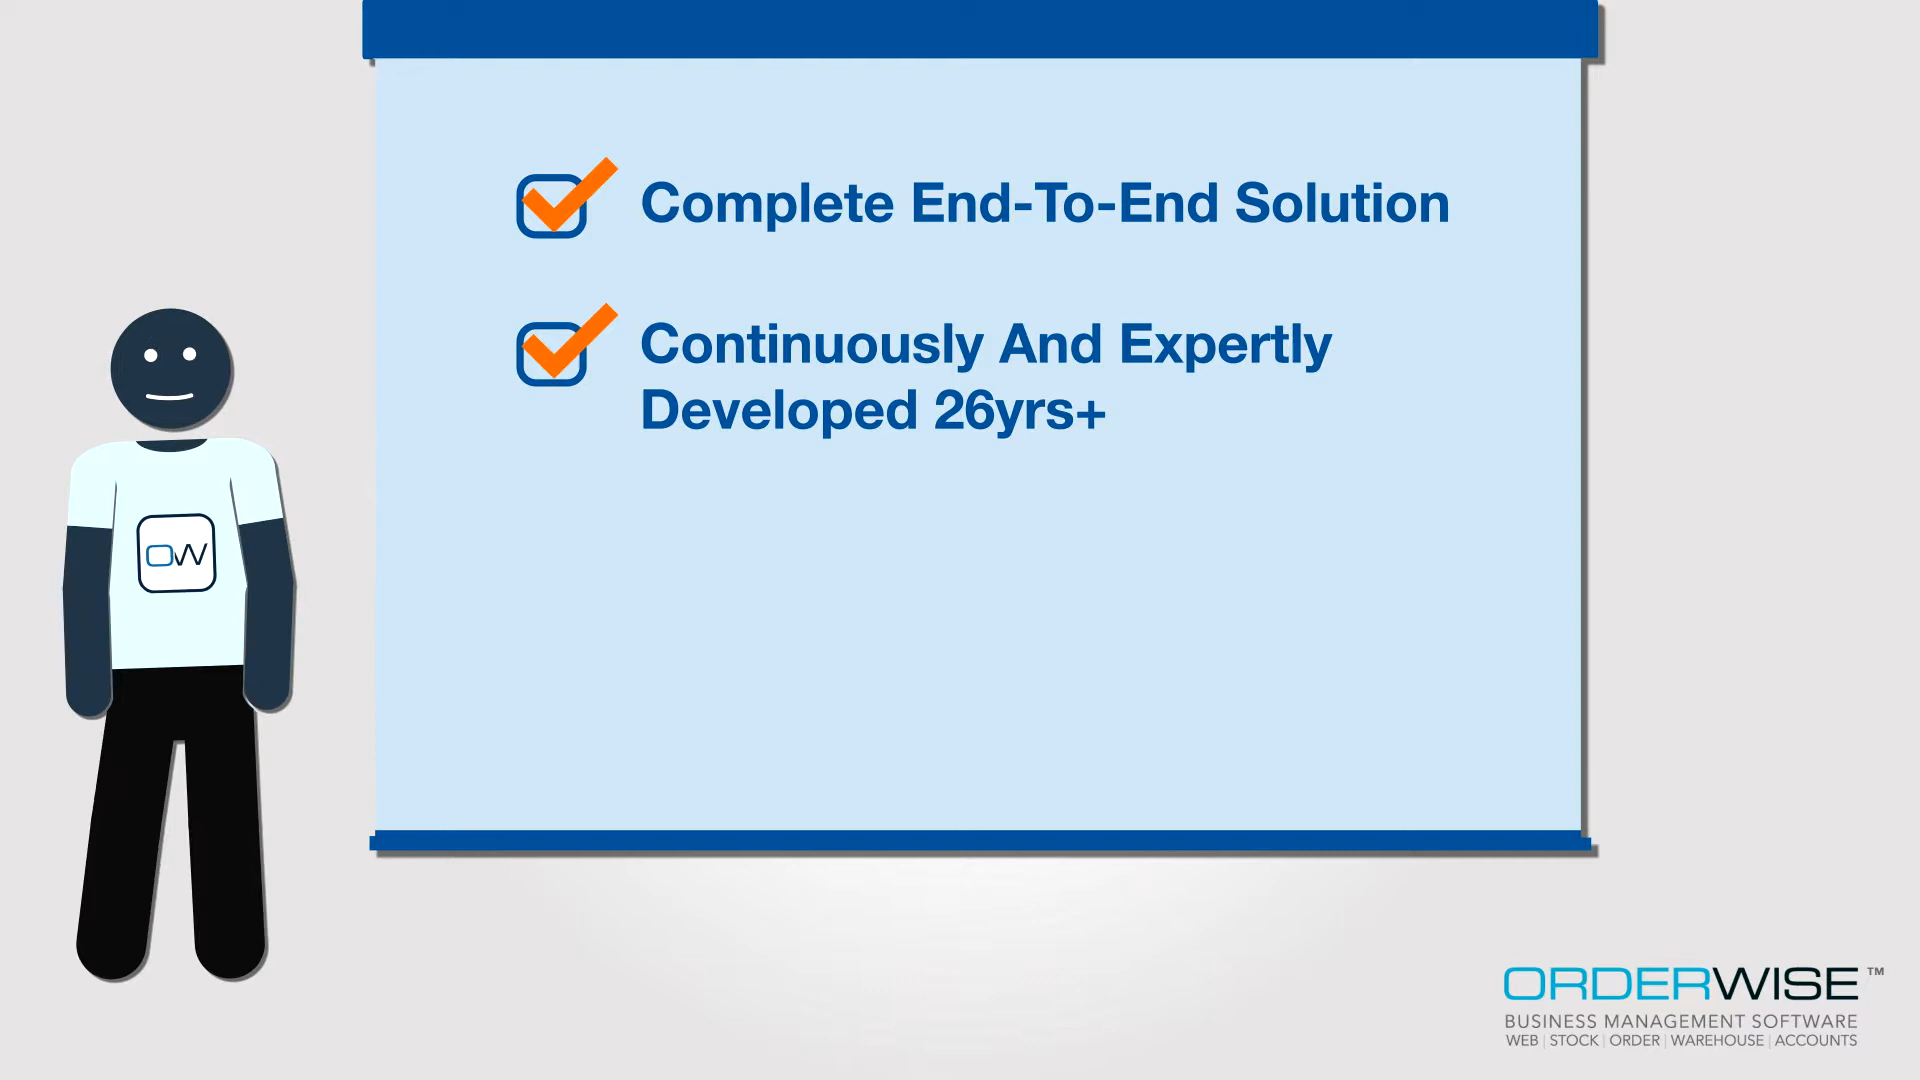 Complete End-To-End Solution
Continuously And Expertly
Developed 26yrs+
OW
ORDERWISE™
BUSINESS MANAGEMENT SOFTWARE
WEB | STOCK | ORDER | WAREHOUSE | ACCOUNTS